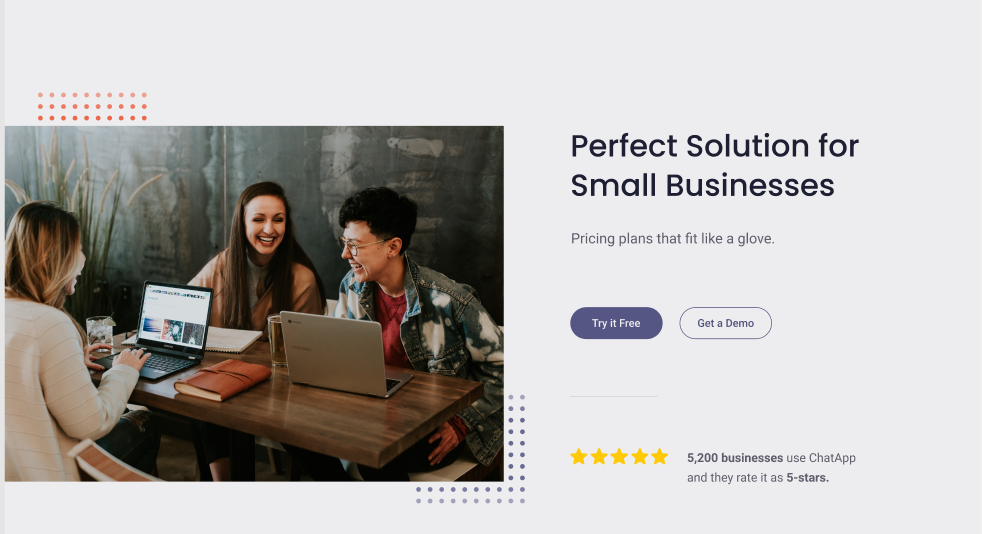 Perfect Solution for
Small Businesses
Pricing plans that fit like a glove.
Try it Free
Get a Demo
5,200 businesses use ChatApp
and they rate it as 5-stars.